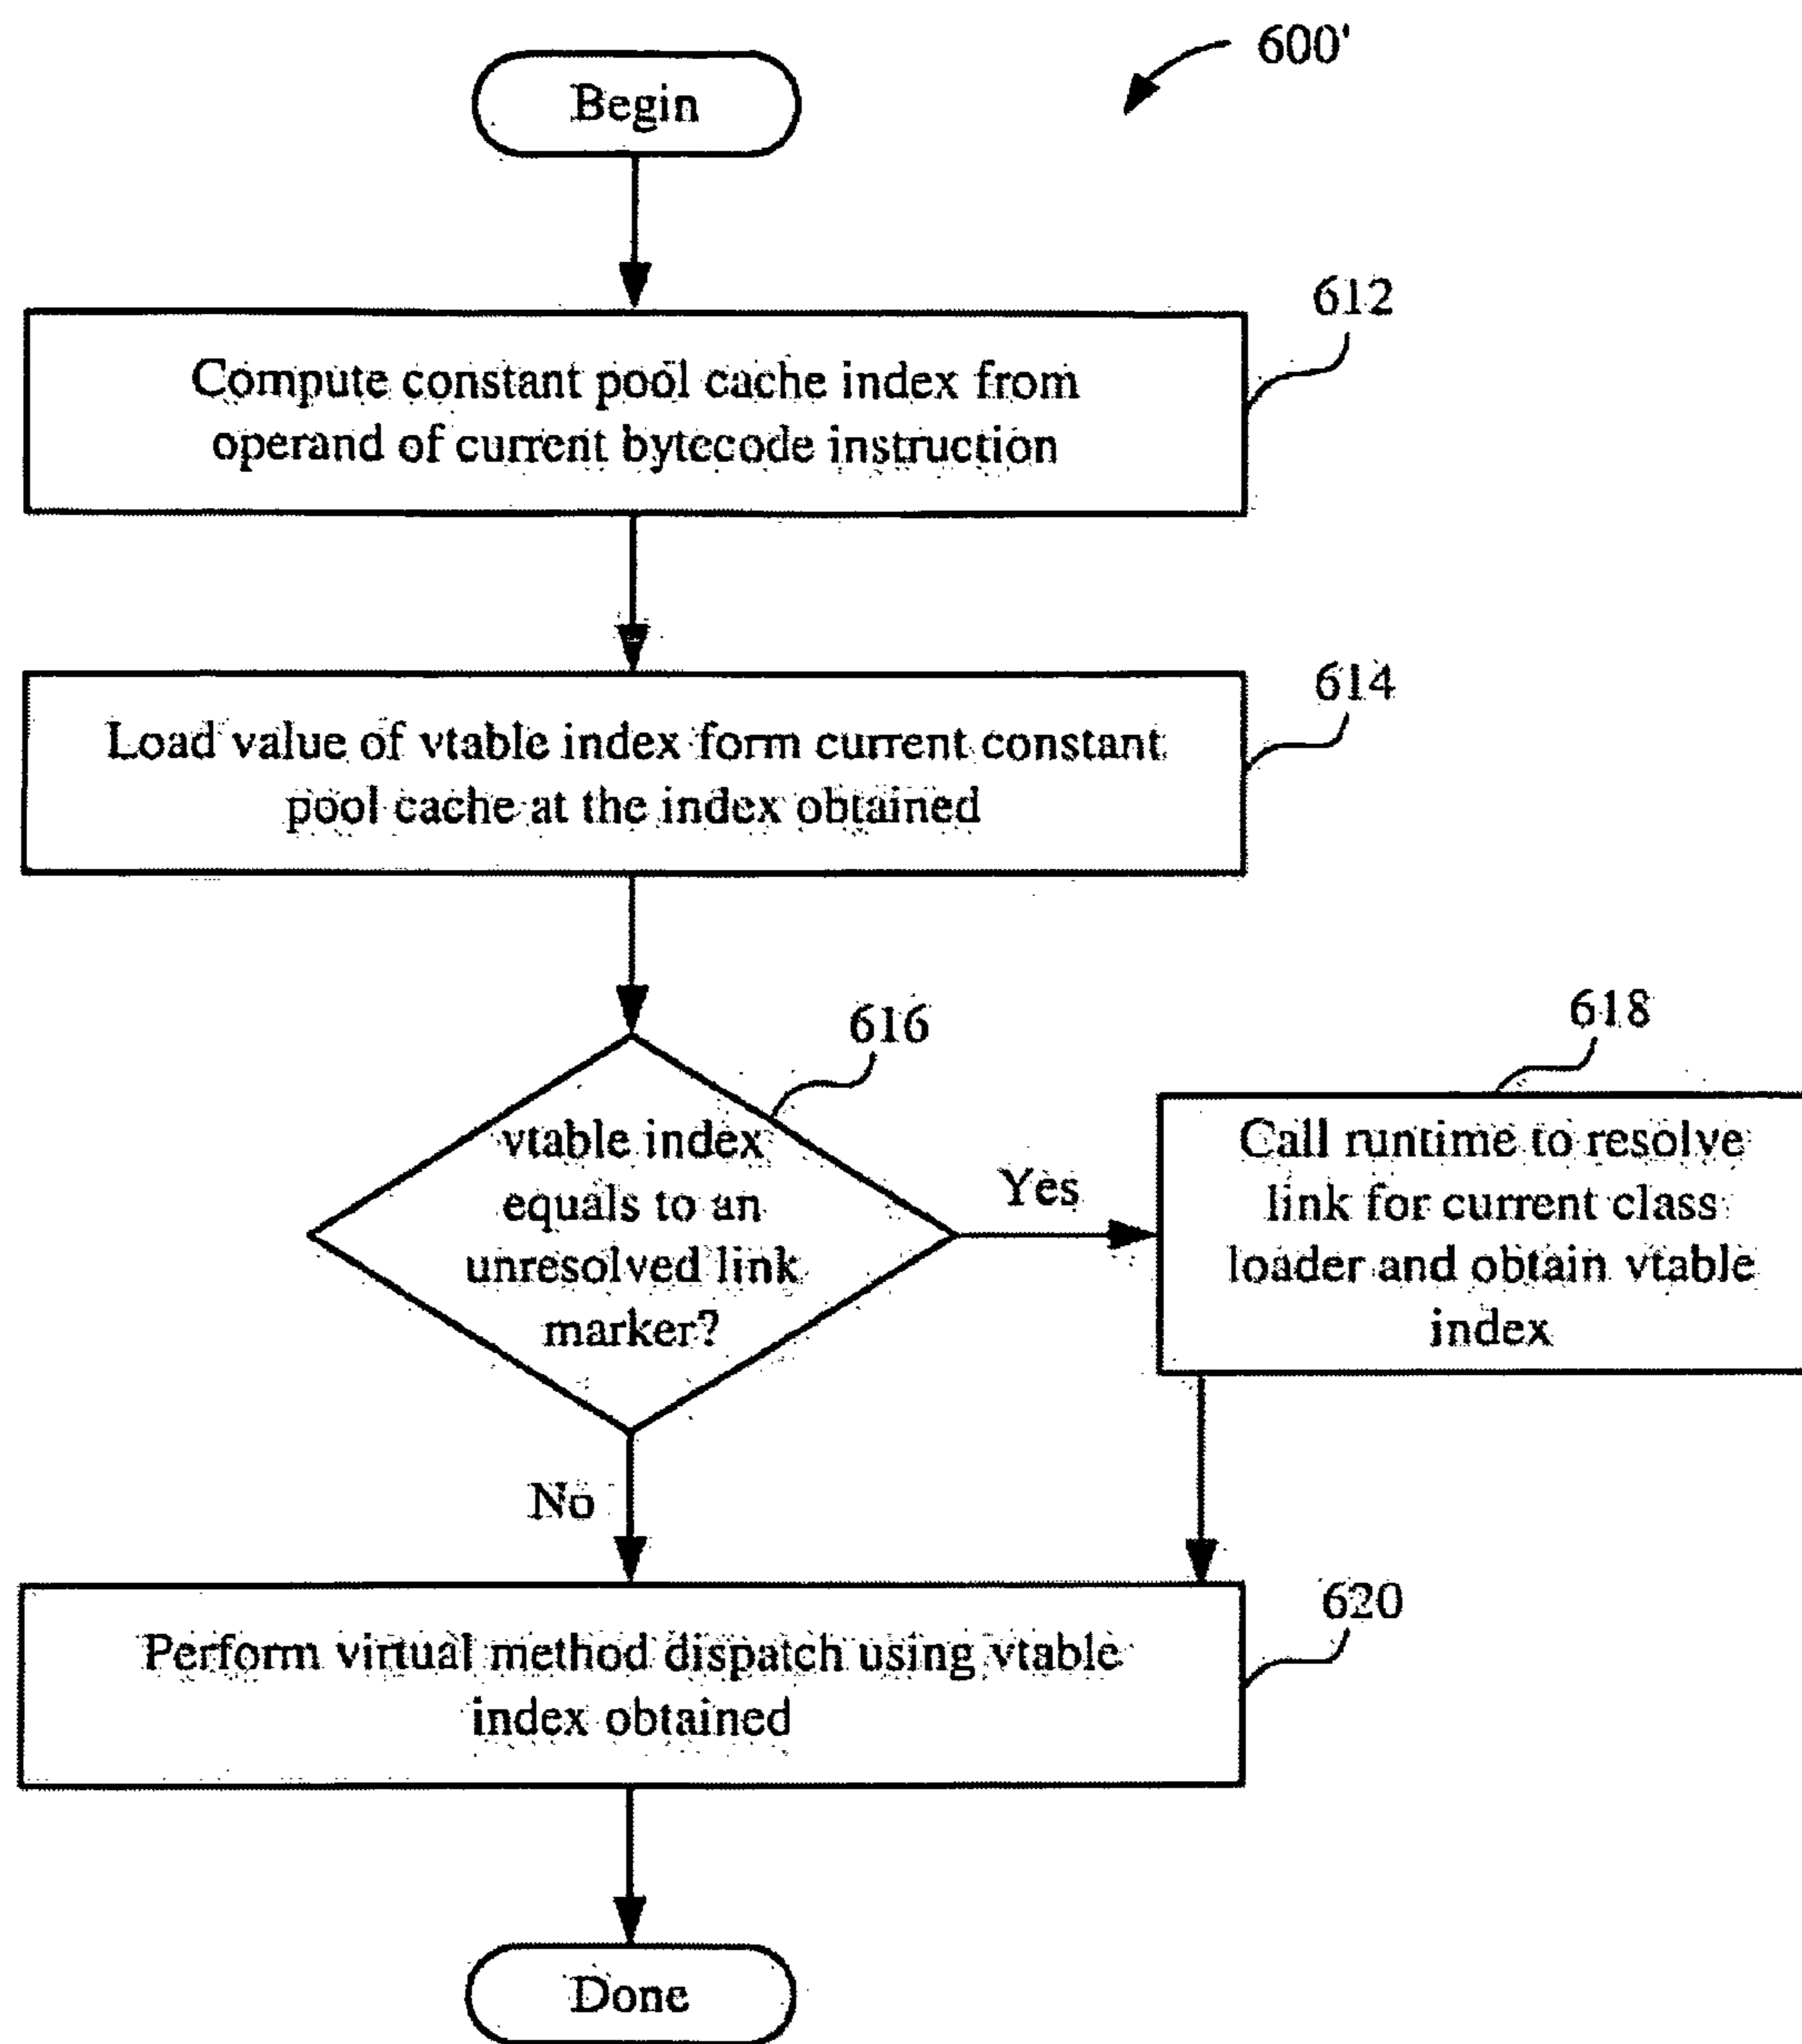 600'
Begin
612
Compute constant pool cache index from
operand of current bytecode instruction
614
Load value of vtable index form current constant
pool cache at the index obtained
616
vtable index
equals to an
unresolved link
marker?
Yes
618
Call runtime to resolve
link for current class
loader and obtain vtable
index
No
620
Perform virtual method dispatch using vtable
index obtained
Done